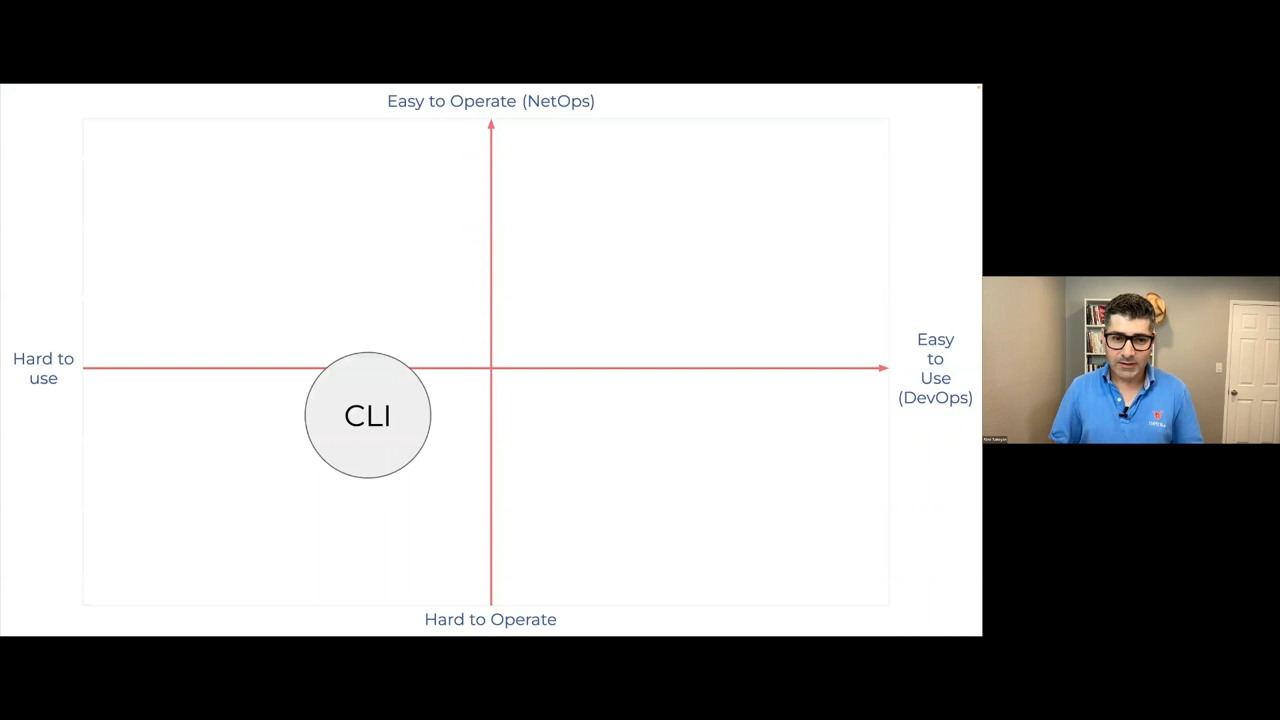 Easy to Operate (NetOps)
Hard to
use
CLI
Easy
to
Use
(DevOps)
Hard to Operate